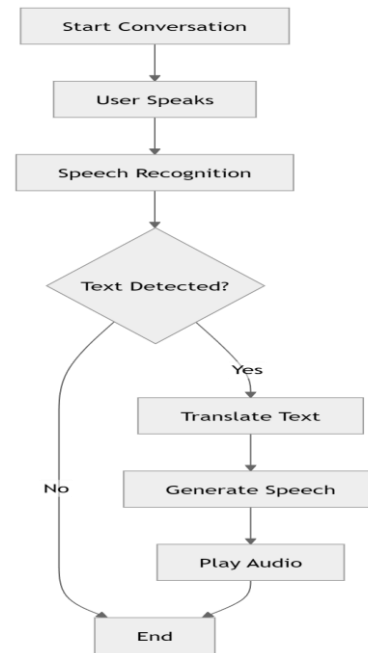 Start Conversation
User Speaks
Speech Recognition
Text Detected?
Yes
Translate Text
No
Generate Speech
Play Audio
End